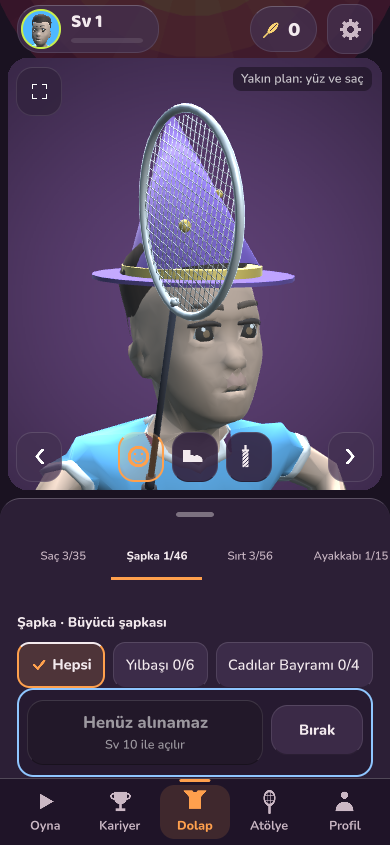 Sv 1
0
Yakın plan: yüz ve saç
Saç 3/35
Şapka 1/46
Sırt 3/56
Ayakkabı 1/15
Şapka · Büyücü şapkası
Hepsi
Yılbaşı 0/6
Cadılar Bayramı 0/4
Henüz alınamaz
Sv 10 ile açılır
Bırak
Oyna
Kariyer
Dolap
Atölye
Profil